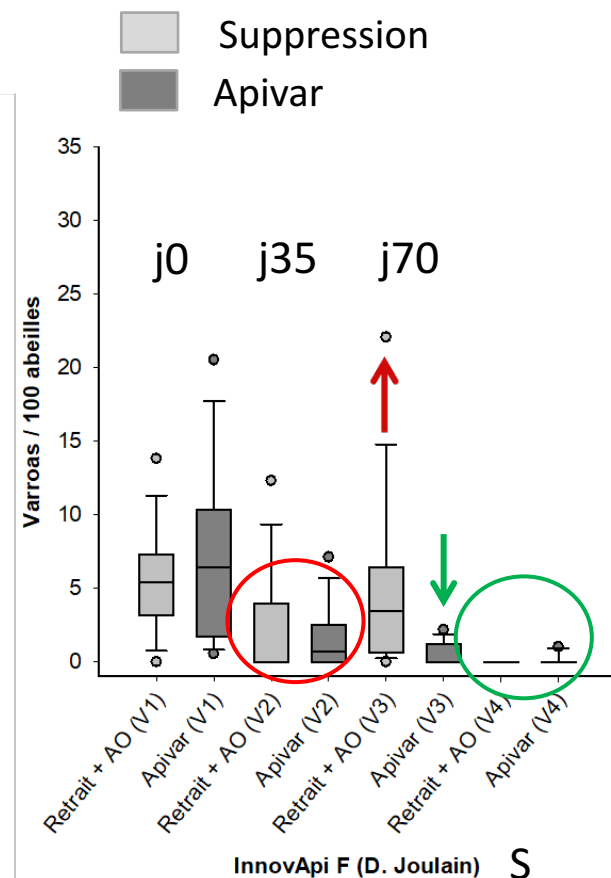 Suppression
Apivar
j0 j35 j70
Varroas / 100 abeilles
35
30
25
20
15
10
5
0
Retrait + AO (V1)
Apivar (V1)
Retrait + AO (V2)
Apivar (V2)
Retrait + AO (V3)
Apivar (V3)
Retrait + AO (V4)
Apivar (V4)
InnovApi F (D. Joulain) S